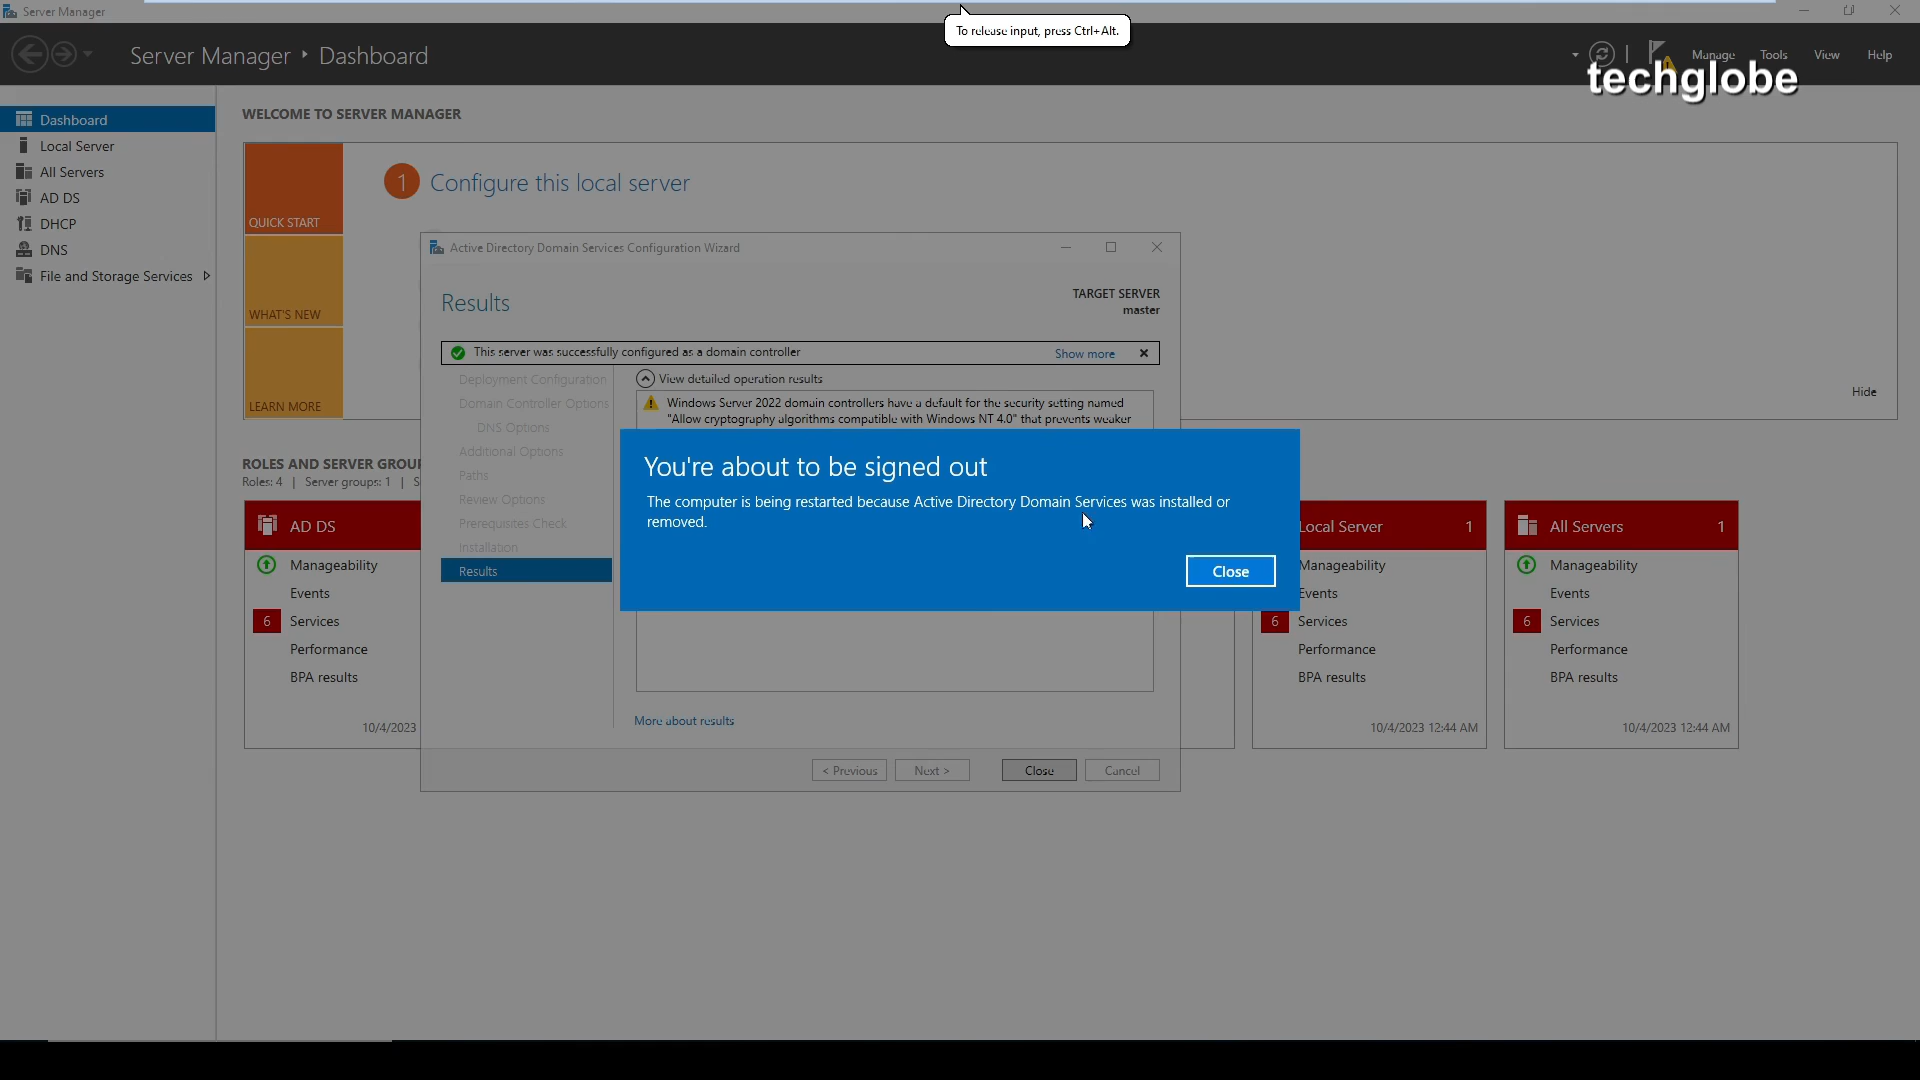 Server Manager
To release input, press Ctrl+Alt.
Server Manager ‣ Dashboard
Manage Tools View Help
techglobe
Dashboard
Local Server
All Servers
AD DS
DHCP
DNS
File and Storage Services
WELCOME TO SERVER MANAGER
QUICK START
WHAT'S NEW
LEARN MORE
1 Configure this local server
Hide
Active Directory Domain Services Configuration Wizard
Results
TARGET SERVER
master
This server was successfully configured as a domain controller
Show more
Deployment Configuration
Domain Controller Options
DNS Options
Additional Options
Paths
Review Options
Prerequisites Check
Installation
Results
View detailed operation results
Windows Server 2022 domain controllers have a default for the security setting named
"Allow cryptography algorithms compatible with Windows NT 4.0" that prevents weaker
You're about to be signed out
The computer is being restarted because Active Directory Domain Services was installed or
removed.
Close
More about results
< Previous Next > Close Cancel
ROLES AND SERVER GROU
Roles: 4 | Server groups: 1 | S
AD DS
Manageability
Events
6 Services
Performance
BPA results
10/4/2023
Local Server 1
Manageability
Events
6 Services
Performance
BPA results
10/4/2023 12:44 AM
All Servers 1
Manageability
Events
6 Services
Performance
BPA results
10/4/2023 12:44 AM